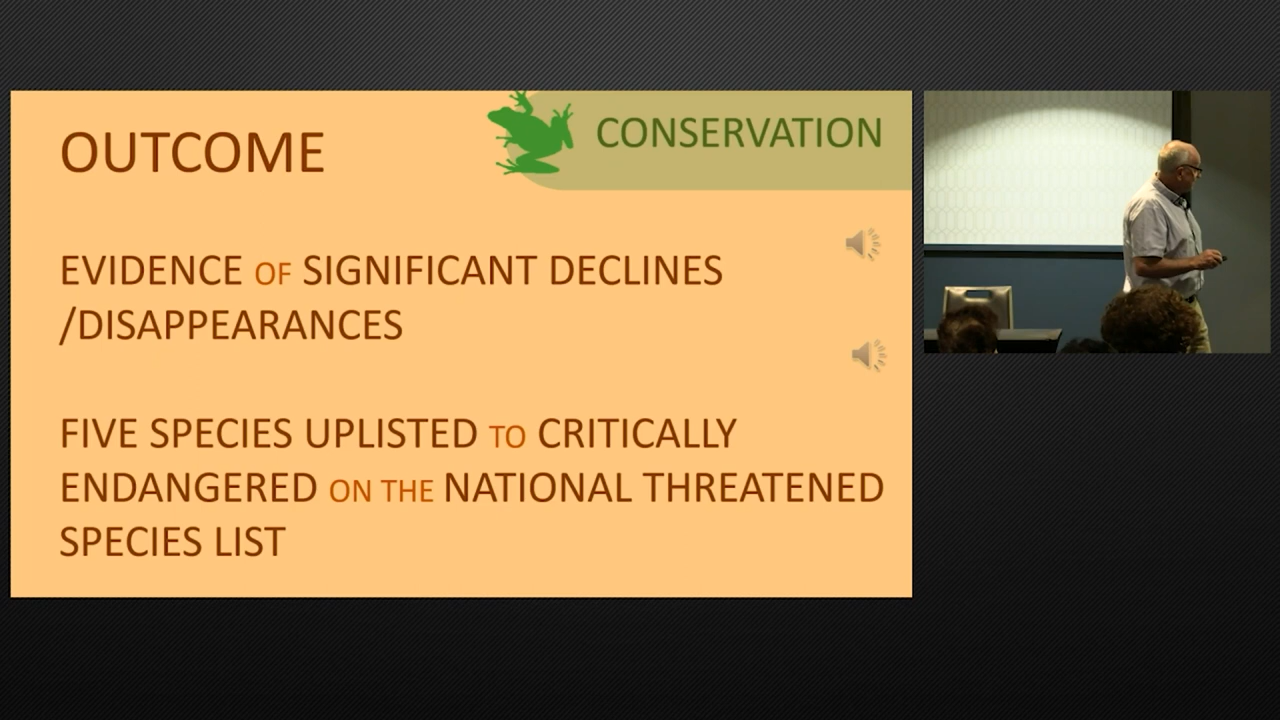 OUTCOME
CONSERVATION
EVIDENCE OF SIGNIFICANT DECLINES
/DISAPPEARANCES
FIVE SPECIES UPLISTED TO CRITICALLY
ENDANGERED ON THE NATIONAL THREATENED
SPECIES LIST